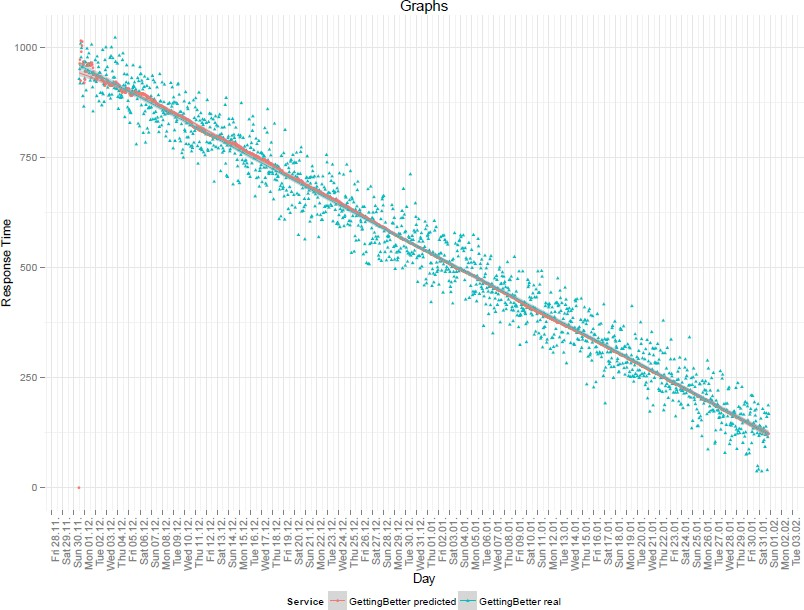 Graphs
1000
750
500
250
0
Response Time
Fri 28.11.
Sat 29.11.
Sun 30.11.
Mon 01.12.
Tue 02.12.
Wed 03.12.
Thu 04.12.
Fri 05.12.
Sat 06.12.
Sun 07.12.
Mon 08.12.
Tue 09.12.
Wed 10.12.
Thu 11.12.
Fri 12.12.
Sat 13.12.
Sun 14.12.
Mon 15.12.
Tue 16.12.
Wed 17.12.
Thu 18.12.
Fri 19.12.
Sat 20.12.
Sun 21.12.
Mon 22.12.
Tue 23.12.
Wed 24.12.
Thu 25.12.
Fri 26.12.
Sat 27.12.
Sun 28.12.
Mon 29.12.
Tue 30.12.
Wed 31.12.
Thu 01.01.
Fri 02.01.
Sat 03.01.
Sun 04.01.
Mon 05.01.
Tue 06.01.
Wed 07.01.
Thu 08.01.
Fri 09.01.
Sat 10.01.
Sun 11.01.
Mon 12.01.
Tue 13.01.
Wed 14.01.
Thu 15.01.
Fri 16.01.
Sat 17.01.
Sun 18.01.
Mon 19.01.
Tue 20.01.
Wed 21.01.
Thu 22.01.
Fri 23.01.
Sat 24.01.
Sun 25.01.
Mon 26.01.
Tue 27.01.
Wed 28.01.
Thu 29.01.
Fri 30.01.
Sat 31.01.
Sun 01.02.
Mon 02.02.
Tue 03.02.
Day
Service GettingBetter predicted GettingBetter real